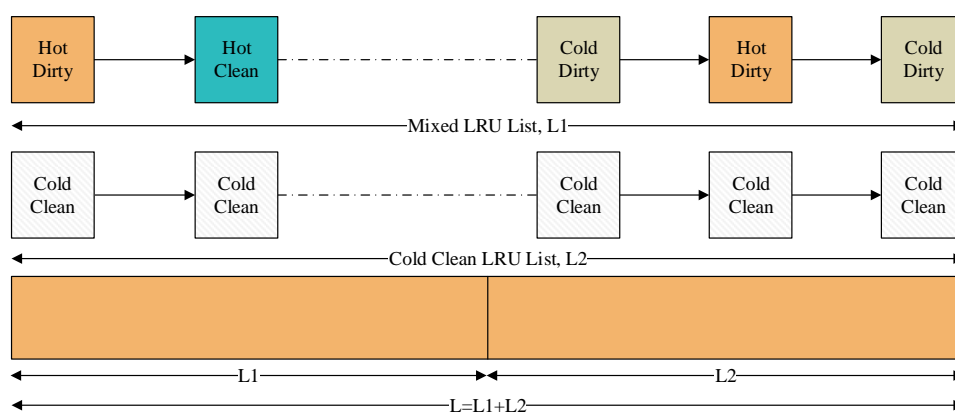 Hot
Dirty
Hot
Clean
Cold
Dirty
Hot
Dirty
Cold
Dirty
Mixed LRU List, L1
Cold
Clean
Cold
Clean
Cold
Clean
Cold
Clean
Cold
Clean
Cold Clean LRU List, L2
L1
L2
L=L1+L2